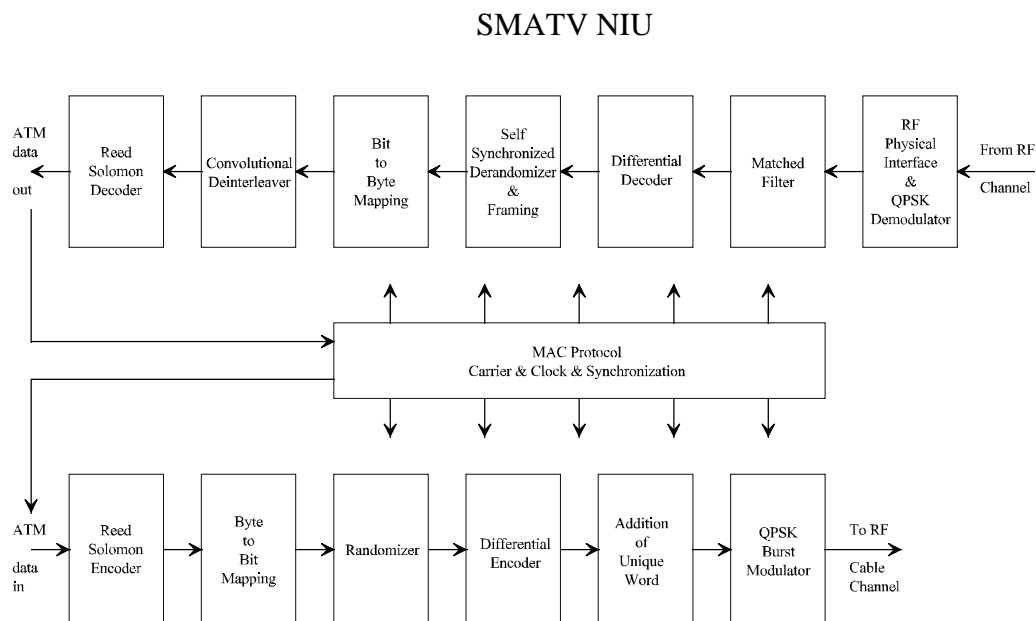 SMATV NIU
ATM
data
out
Reed
Solomon
Decoder
Convolutional
Deinterleaver
Bit
to
Byte
Mapping
Self
Synchronized
Derandomizer
&
Framing
Differential
Decoder
Matched
Filter
RF
Physical
Interface
&
QPSK
Demodulator
From RF
Channel
MAC Protocol
Carrier & Clock & Synchronization
ATM
data
in
Reed
Solomon
Encoder
Byte
to
Bit
Mapping
Randomizer
Differential
Encoder
Addition
of
Unique
Word
QPSK
Burst
Modulator
To RF
Cable
Channel